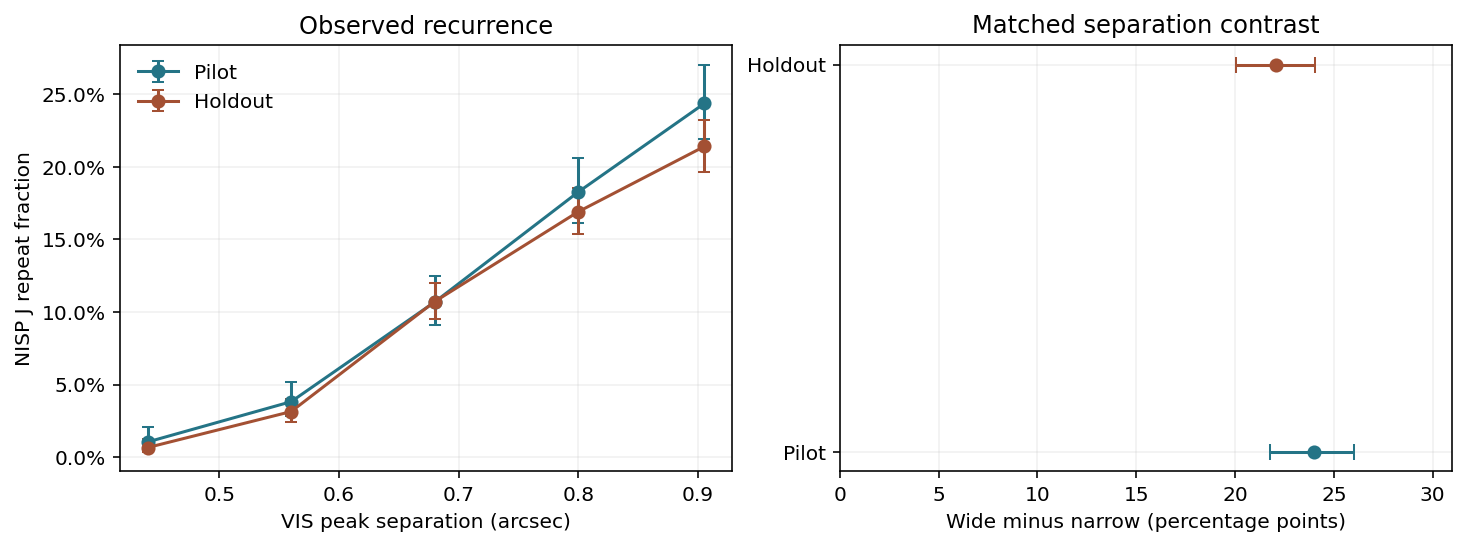 Observed recurrence
Pilot
Holdout
25.0%
20.0%
15.0%
10.0%
5.0%
0.0%
NISP J repeat fraction
0.5 0.6 0.7 0.8 0.9
VIS peak separation (arcsec)
Matched separation contrast
Holdout
Pilot
0 5 10 15 20 25 30
Wide minus narrow (percentage points)